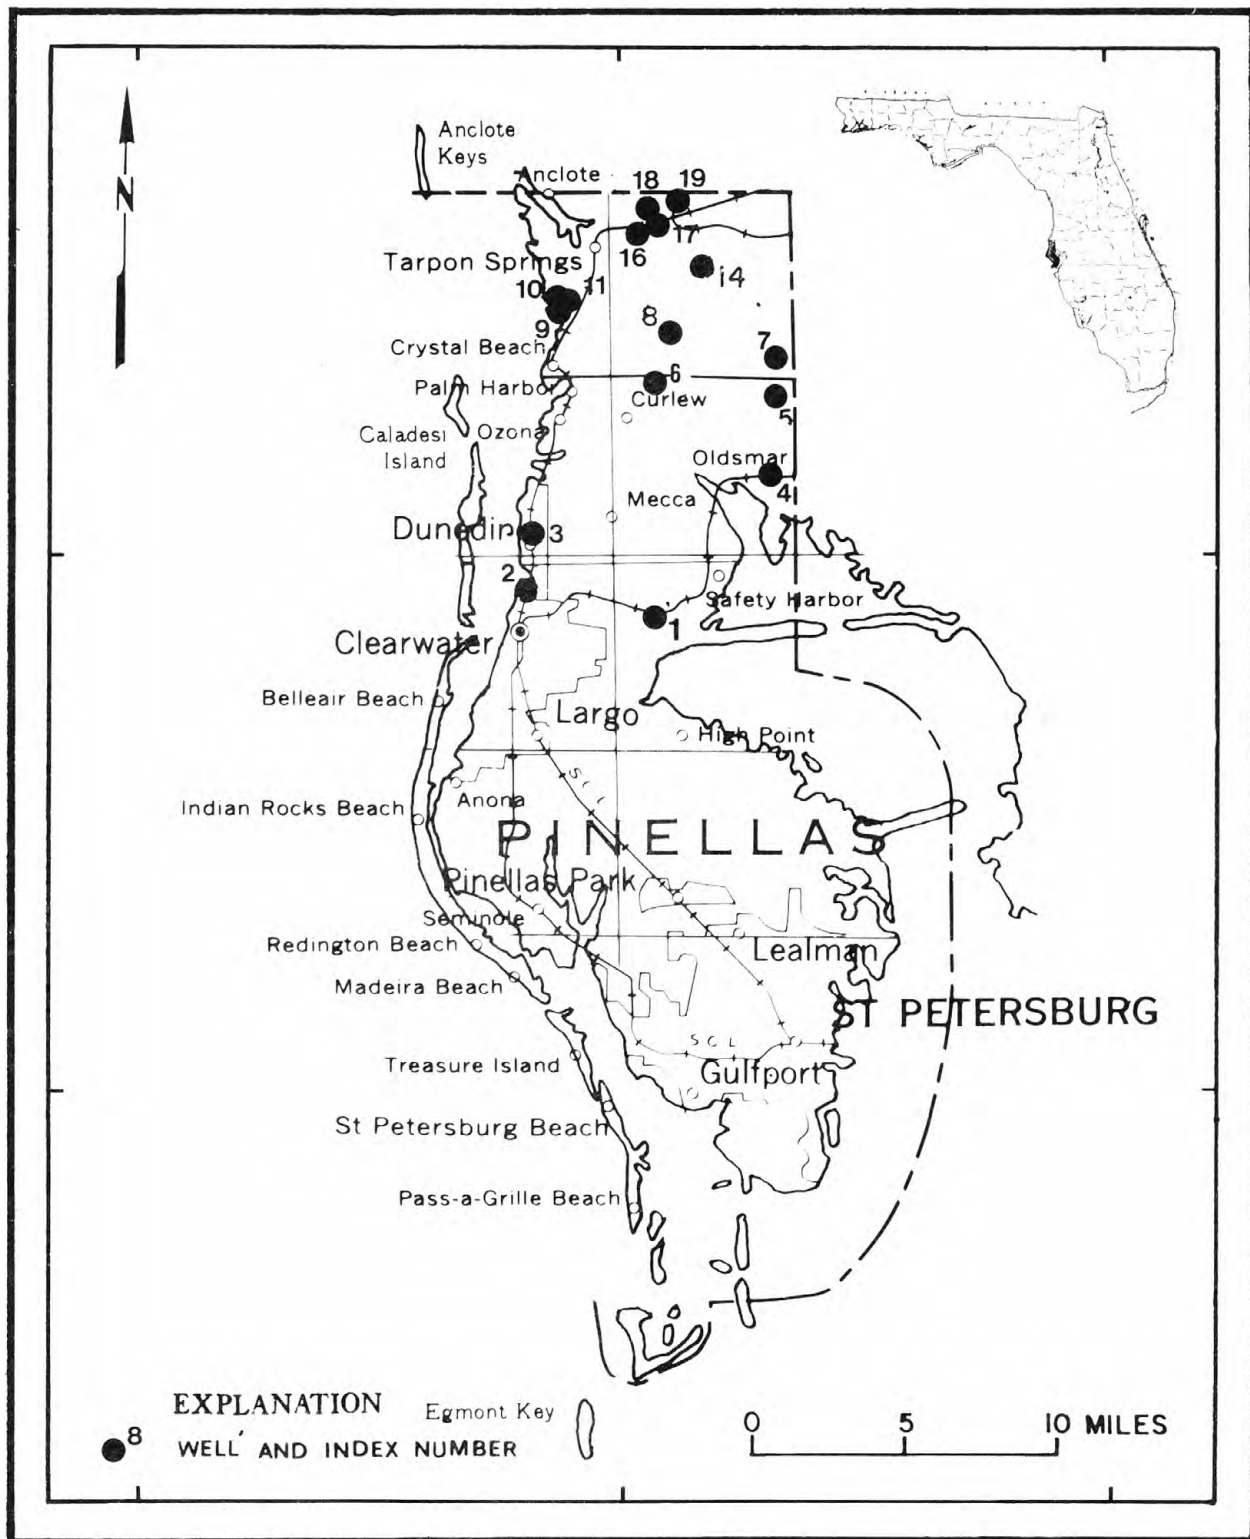 Anclote
Keys
N
Anclote
18
19
16
17
Tarpon Springs
14
10
11
9
8
Crystal Beach
7
6
Palm Harbor
Curlew
5
Caladesi
Island
Ozona
Oldsmar
4
Mecca
Dunedin
3
2
Safety Harbor
1
Clearwater
Belleair Beach
Largo
High Point
SCL
Anona
Indian Rocks Beach
PINELLAS
Pinellas Park
Seminole
Redington Beach
Lealman
Madeira Beach
ST PETERSBURG
SCL
Treasure Island
Gulfport
St Petersburg Beach
Pass-a-Grille Beach
EXPLANATION
Egmont Key
8
WELL AND INDEX NUMBER
0 5 10 MILES